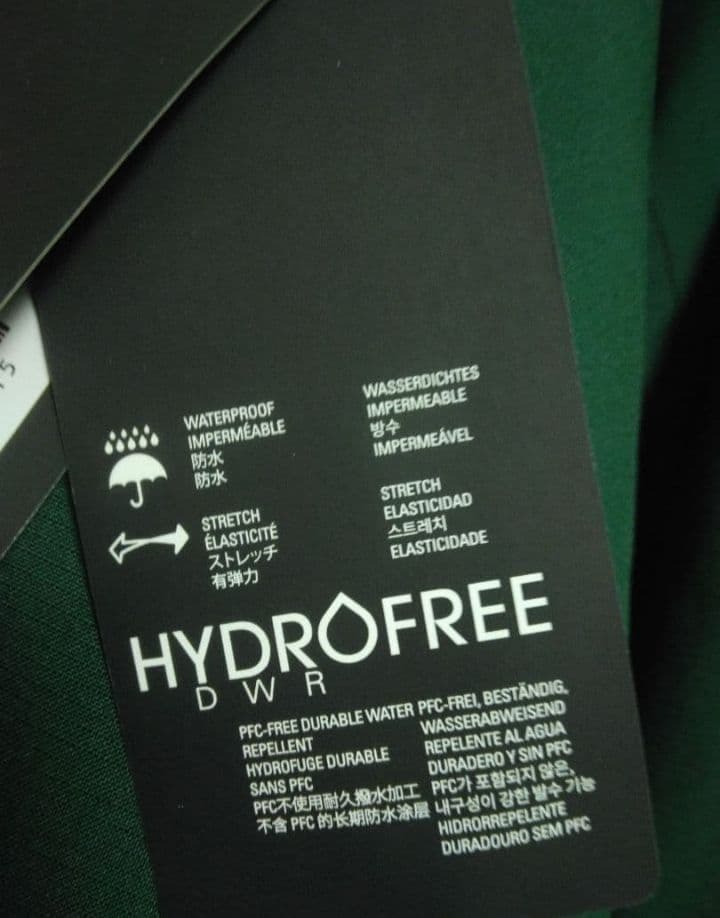 WATERPROOF
IMPERMÉABLE
防水
防水
WASSERDICHTES
IMPERMEABLE
방수
IMPERMEÁVEL
STRETCH
ÉLASTICITÉ
ストレッチ
有弹力
STRETCH
ELASTICIDAD
스트레치
ELASTICIDADE
HYDROFREE
DWR
PFC-FREE DURABLE WATER
REPELLENT
HYDROFUGE DURABLE
SANS PFC
PFC不使用耐久撥水加工
不含 PFC 的长期防水涂层
PFC-FREI, BESTÄNDIG,
WASSERABWEISEND
REPELENTE AL AGUA
DURADERO Y SIN PFC
PFC가 포함되지 않은,
내구성이 강한 발수 기능
HIDRORREPELENTE
DURADOURO SEM PFC